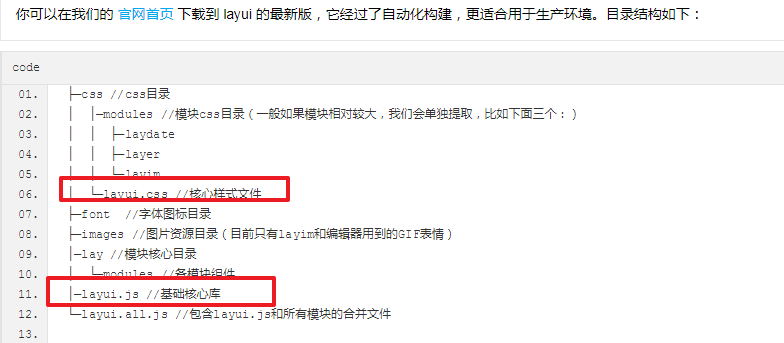 你可以在我们的 官网首页 下载到 layui 的最新版，它经过了自动化构建，更适合用于生产环境。目录结构如下：
code
01. ├─css //css目录
02. │ │─modules //模块css目录（一般如果模块相对较大，我们会单独提取，比如下面三个：）
03. │ │ ├─laydate
04. │ │ ├─layer
05. │ │ └─layim
06. │ └─layui.css //核心样式文件
07. ├─font //字体图标目录
08. ├─images //图片资源目录（目前只有layim和编辑器用到的GIF表情）
09. │─lay //模块核心目录
10. │ └─modules //各模块组件
11. │─layui.js //基础核心库
12. └─layui.all.js //包含layui.js和所有模块的合并文件
13.